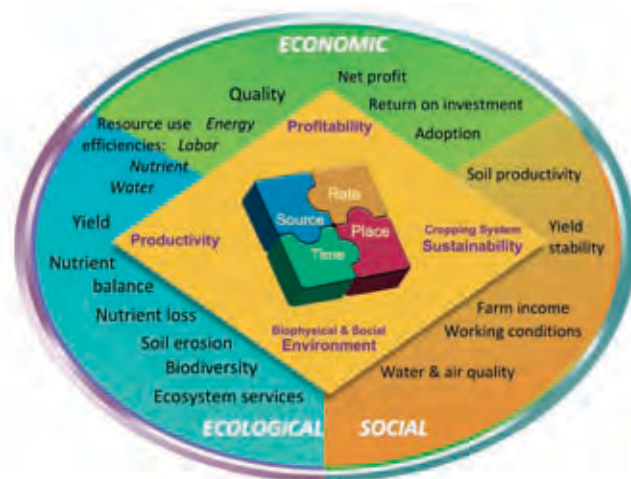 ECONOMIC
Net profit
Quality
Return on investment
Resource use Energy
Profitability
Adoption
efficiencies: Labor
Nutrient
Water
Soil productivity
Rate
Source
Place
Time
Yield
Productivity
Cropping System
Sustainability
Yield
stability
Nutrient
balance
Nutrient loss
Biophysical & Social
Environment
Farm income
Working conditions
Soil erosion
Biodiversity
Water & air quality
Ecosystem services
ECOLOGICAL
SOCIAL